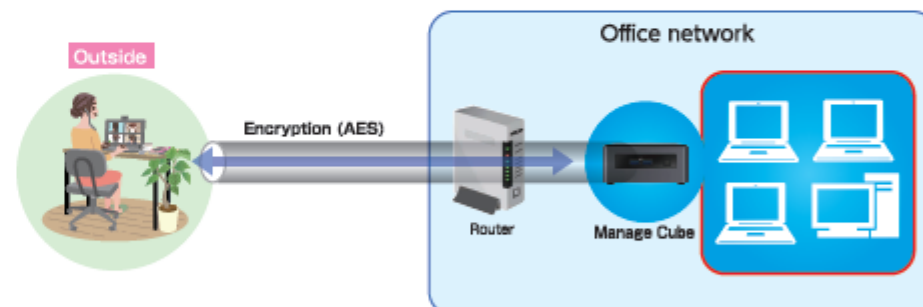 Office network
Outside
Encryption (AES)
Router
Manage Cube